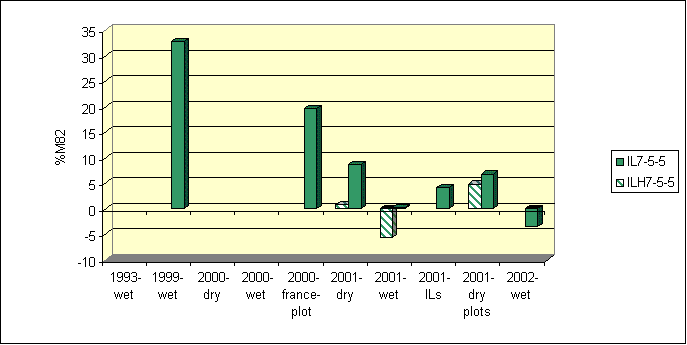 35
30
25
20
15
10
5
0
-5
-10
%M82
1993-
wet
1999-
wet
2000-
dry
2000-
wet
2000-
france-
plot
2001-
dry
2001-
wet
2001-
ILs
2001-
dry
plots
2002-
wet
IL7-5-5
ILH7-5-5